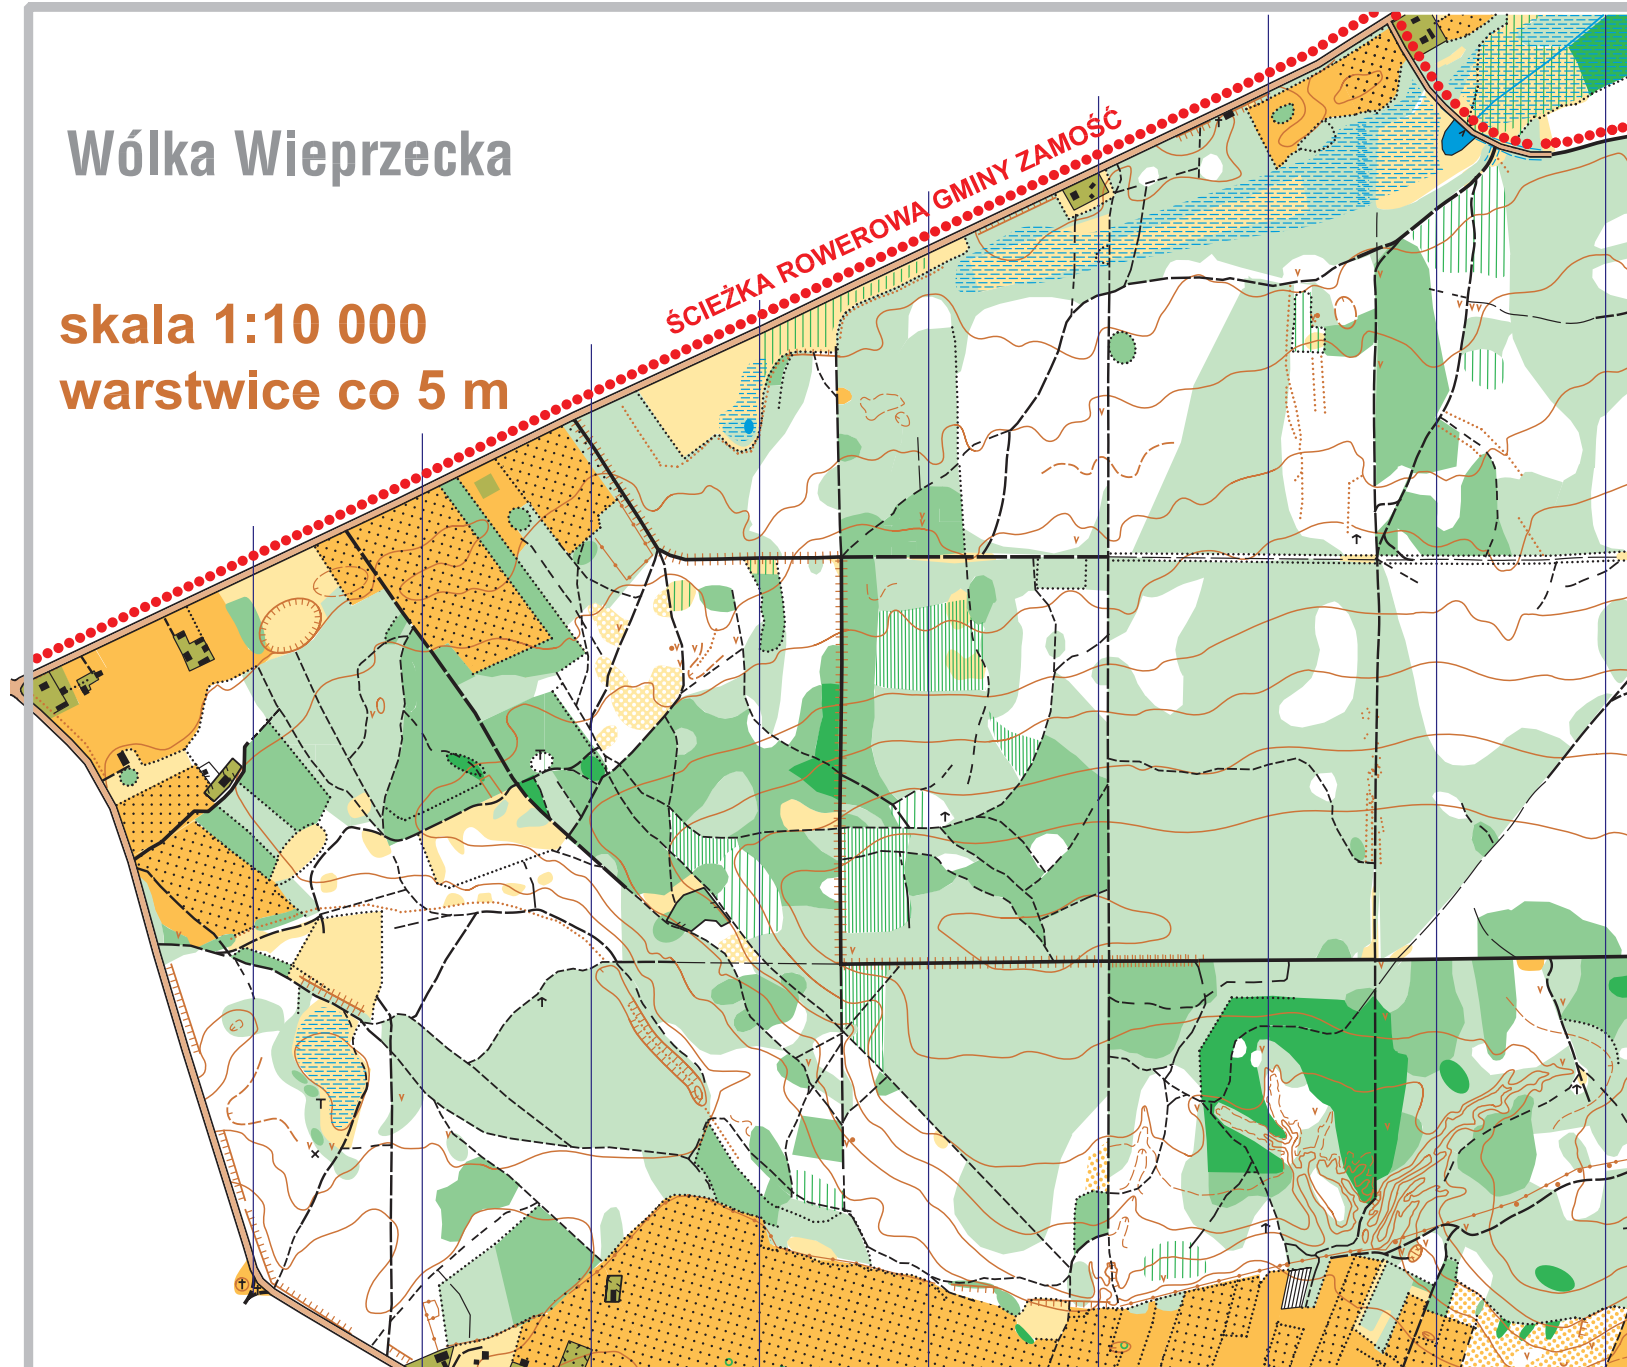 Wólka Wieprzecka
skala 1:10 000
warstwice co 5 m
ŚCIEŻKA ROWEROWA GMINY ZAMOŚĆ